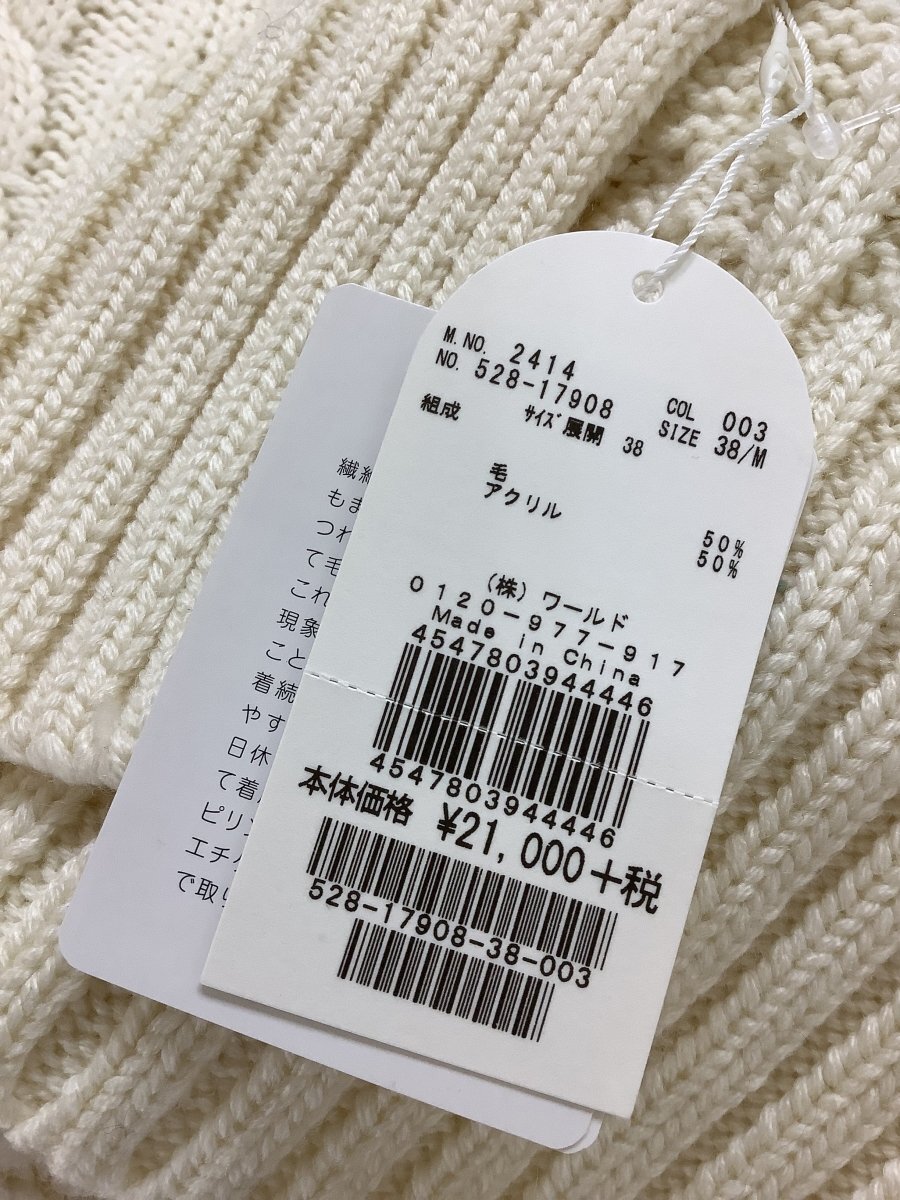 M.NO. 2414
NO. 528-17908
COL 003
SIZE 38/M
組成 サイズ展開 38
毛 50%
アクリル 50%
(株)ワールド
0120-977-917
Made in China
4547803944446
4547803944446
本体価格 ¥21,000+税
528-17908-38-003
もま
つれ
て毛
これ
現象
こと
着続
やす
日休
て着
ピリ
エチ
で取